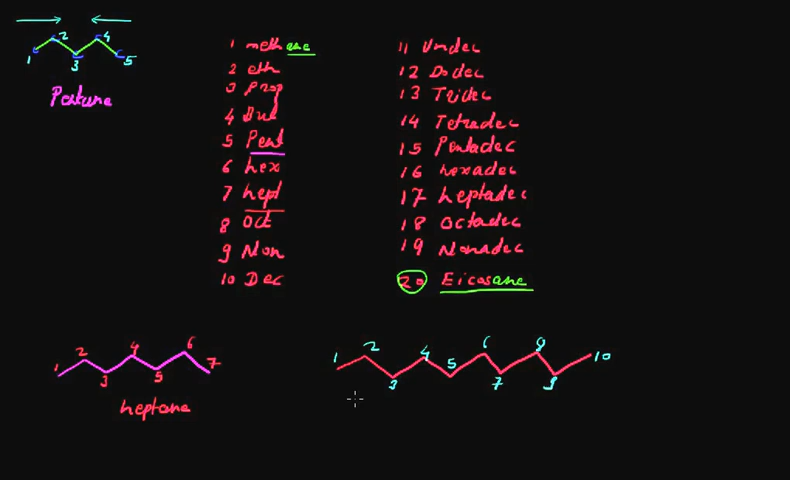 1 2 3 4 5
Pentane
1 methane
2 eth
3 Prop
4 But
5 Pent
6 hex
7 hept
8 Oct
9 Non
10 Dec
11 Undec
12 Dodec
13 Tridec
14 Tetradec
15 Pentadec
16 hexadec
17 heptadec
18 Octadec
19 Nonadec
20 Eicosane
1 2 3 4 5 6 7
heptane
1 2 3 4 5 6 7 8 9 10